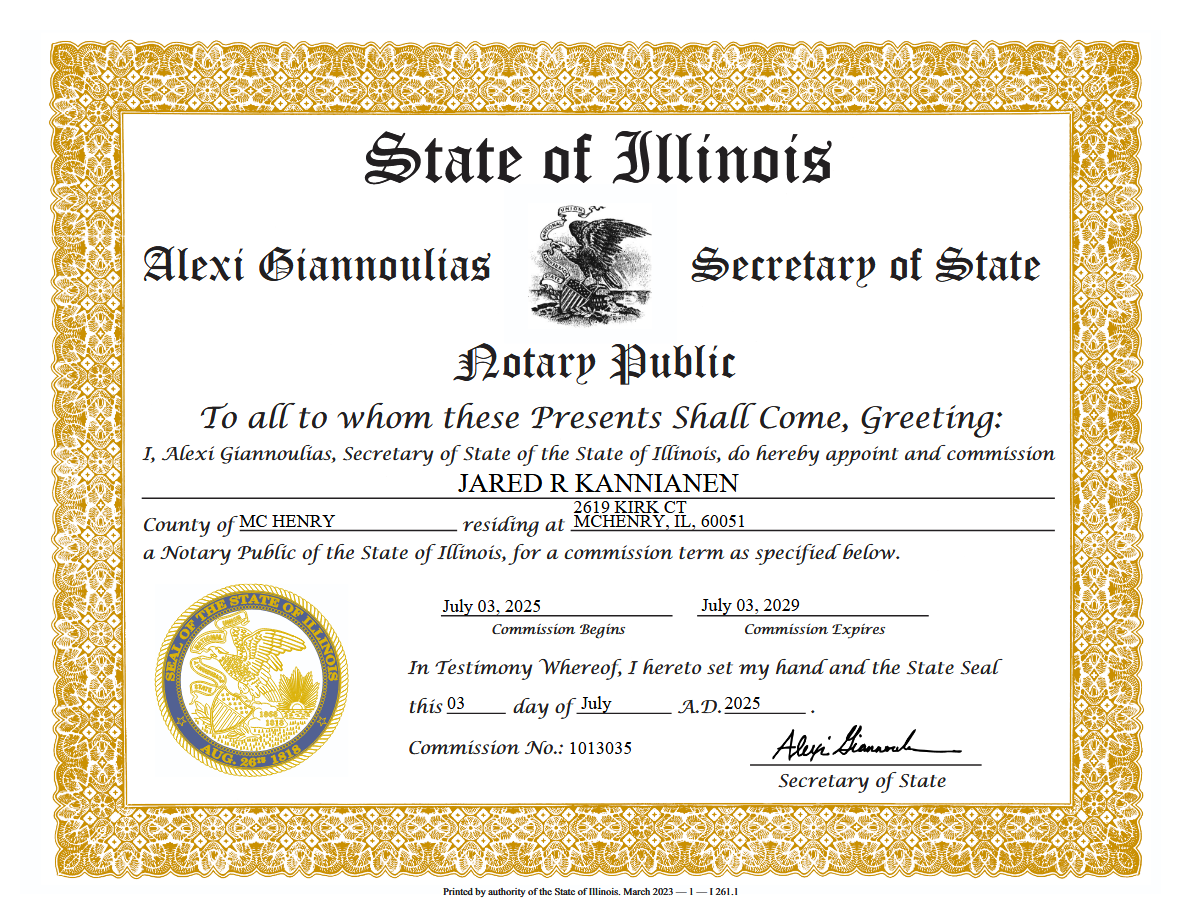 State of Illinois
Alexi Giannoulias
Secretary of State
Notary Public
To all to whom these Presents Shall Come, Greeting:
I, Alexi Giannoulias, Secretary of State of the State of Illinois, do hereby appoint and commission
JARED R KANNIANEN
2619 KIRK CT
County of MC HENRY residing at MCHENRY, IL, 60051
a Notary Public of the State of Illinois, for a commission term as specified below.
July 03, 2025 July 03, 2029
Commission Begins Commission Expires
SEAL OF THE STATE OF ILLINOIS
1868
1818
AUG. 26TH 1818
In Testimony Whereof, I hereto set my hand and the State Seal
this 03 day of July A.D. 2025 .
Commission No.: 1013035
Alexi Giannoulias
Secretary of State
Printed by authority of the State of Illinois. March 2023 — 1 — I 261.1